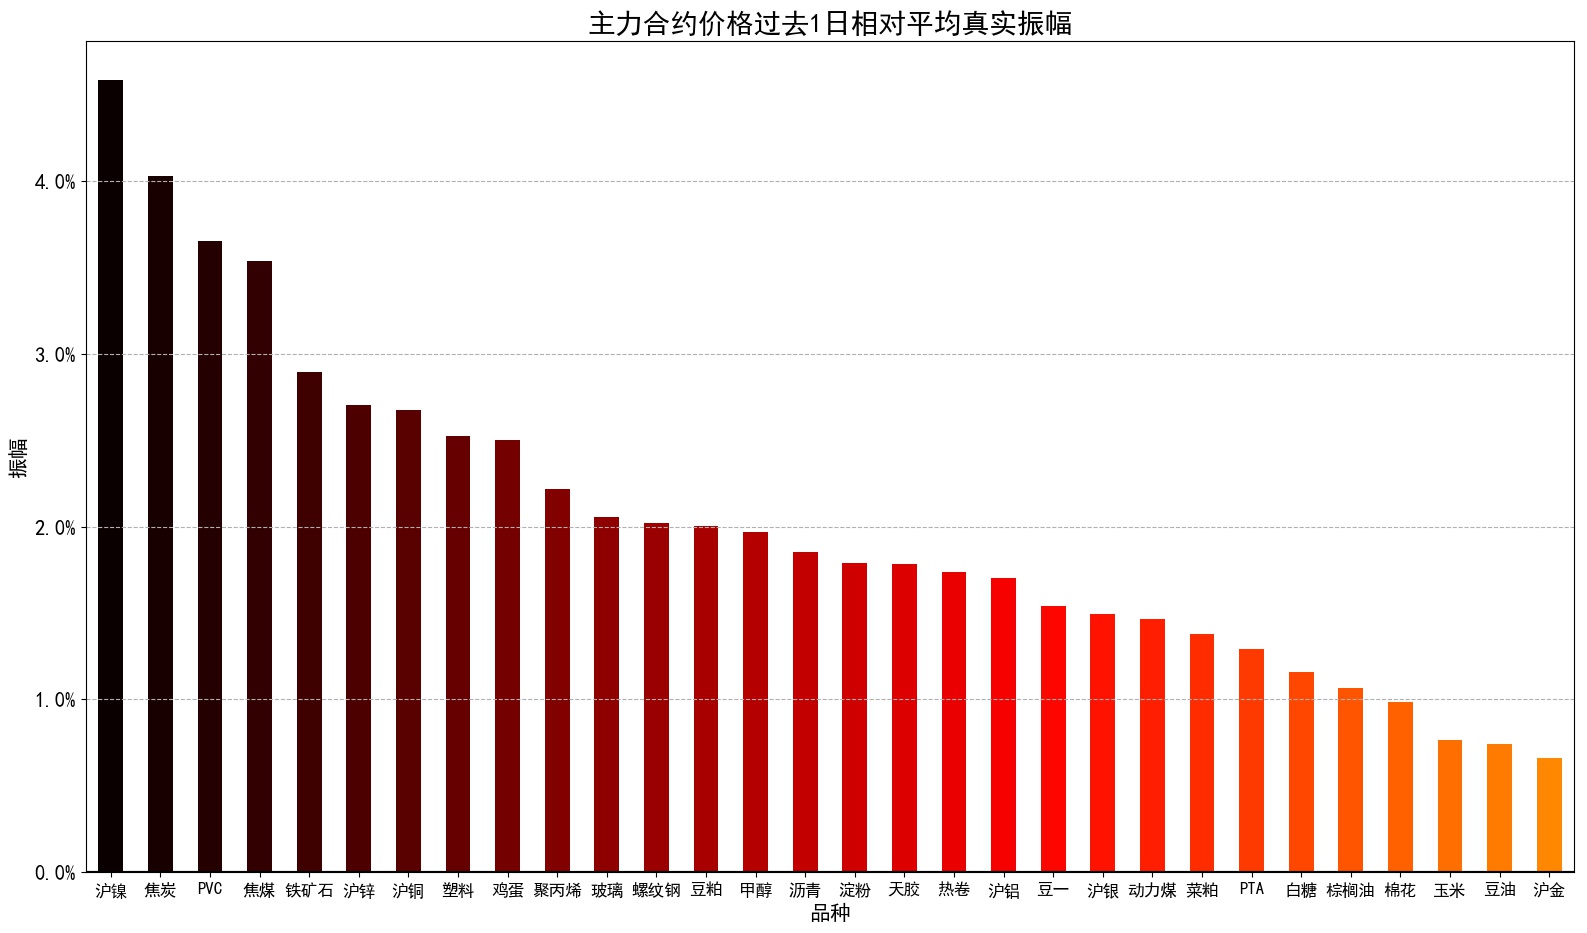 主力合约价格过去1日相对平均真实振幅
振幅
4.0%
3.0%
2.0%
1.0%
0.0%
沪镍 焦炭 PVC 焦煤 铁矿石 沪锌 沪铜 塑料 鸡蛋 聚丙烯 玻璃 螺纹钢 豆粕 甲醇 沥青 淀粉 天胶 热卷 沪铝 豆一 沪银 动力煤 菜粕 PTA 白糖 棕榈油 棉花 玉米 豆油 沪金
品种